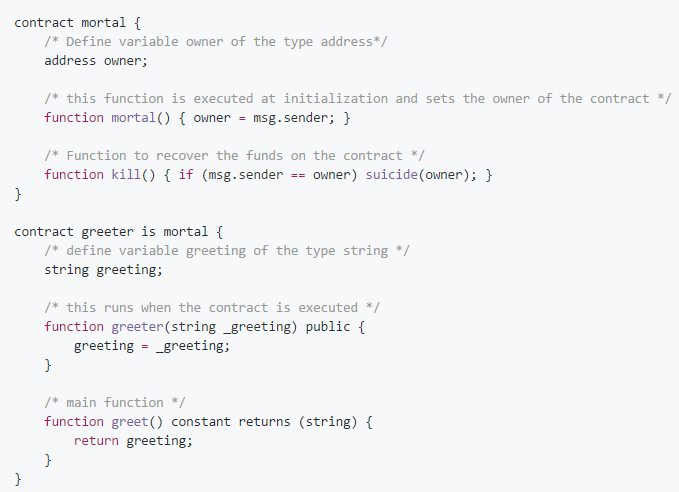 contract mortal {
/* Define variable owner of the type address*/
address owner;
/* this function is executed at initialization and sets the owner of the contract */
function mortal() { owner = msg.sender; }
/* Function to recover the funds on the contract */
function kill() { if (msg.sender == owner) suicide(owner); }
}
contract greeter is mortal {
/* define variable greeting of the type string */
string greeting;
/* this runs when the contract is executed */
function greeter(string _greeting) public {
greeting = _greeting;
}
/* main function */
function greet() constant returns (string) {
return greeting;
}
}